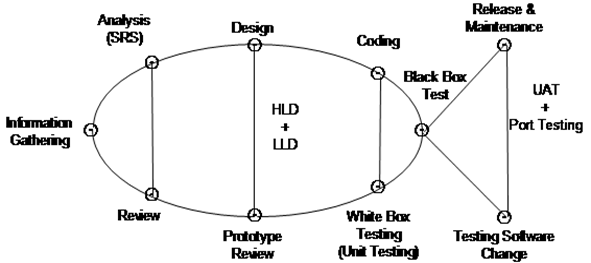 Analysis
(SRS)
Design
Coding
Release &
Maintenance
Black Box
Test
UAT
+
Port Testing
HLD
+
LLD
Information
Gathering
Review
Prototype
Review
White Box
Testing
(Unit Testing)
Testing Software
Change